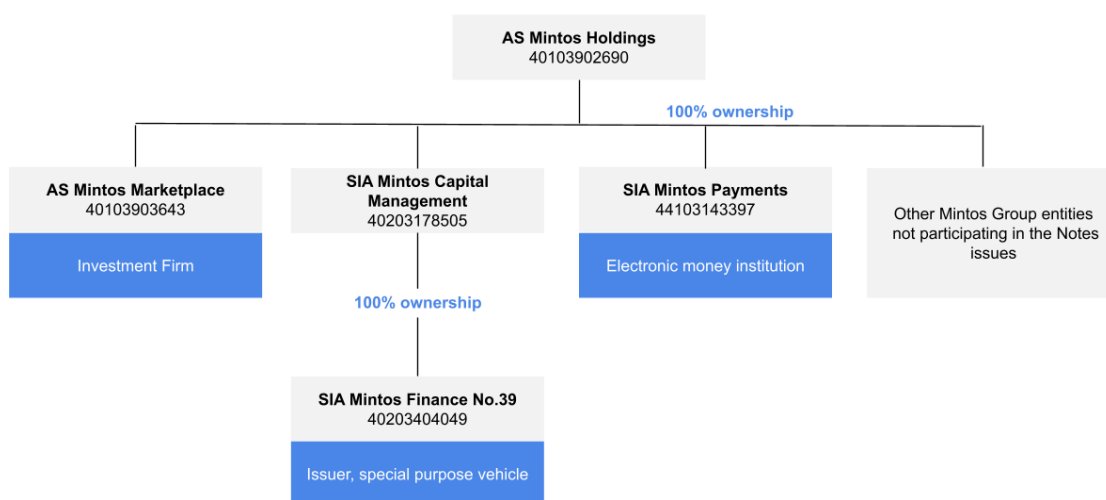 AS Mintos Holdings
40103902690
100% ownership
AS Mintos Marketplace
40103903643
Investment Firm
SIA Mintos Capital
Management
40203178505
SIA Mintos Payments
44103143397
Electronic money institution
Other Mintos Group entities
not participating in the Notes
issues
100% ownership
SIA Mintos Finance No.39
40203404049
Issuer, special purpose vehicle